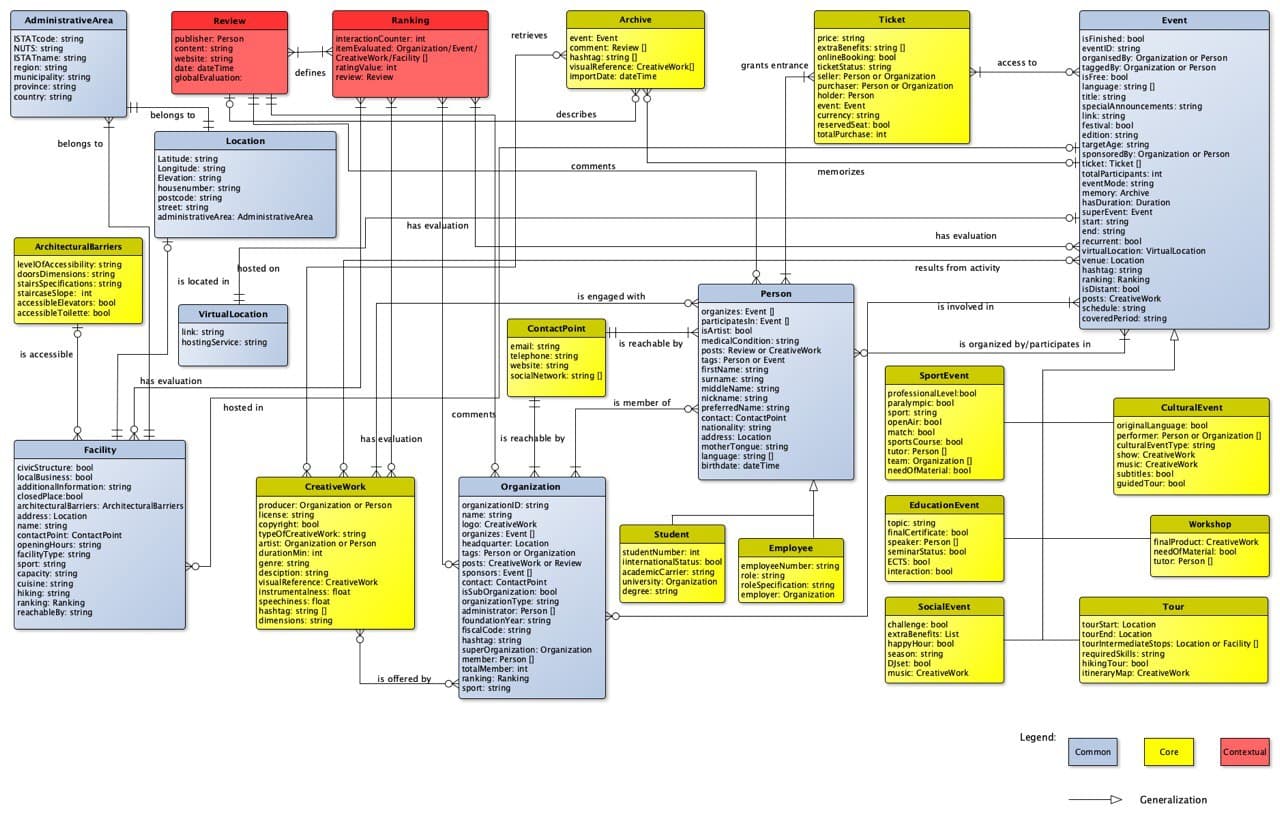 AdministrativeArea
ISTATcode: string
NUTS: string
ISTATname: string
region: string
municipality: string
province: string
country: string
Review
publisher: Person
content: string
website: string
date: dateTime
globalEvaluation:
defines
Ranking
interactionCounter: int
itemEvaluated: Organization/Event/
CreativeWork/Facility []
ratingValue: int
review: Review
retrieves
Archive
event: Event
comment: Review []
hashtag: string []
visualReference: CreativeWork[]
importDate: dateTime
describes
grants entrance
Ticket
price: string
extraBenefits: string []
onlineBooking: bool
ticketStatus: string
seller: Person or Organization
purchaser: Person or Organization
holder: Person
event: Event
currency: string
reservedSeat: bool
totalPurchase: int
access to
Event
isFinished: bool
eventID: string
organisedBy: Organization or Person
taggedBy: Organization or Person
isFree: bool
language: string []
title: string
specialAnnouncements: string
link: string
festival: bool
edition: string
targetAge: string
sponsoredBy: Organization or Person
ticket: Ticket []
totalParticipants: int
eventMode: string
memory: Archive
hasDuration: Duration
superEvent: Event
start: string
end: string
recurrent: bool
virtualLocation: VirtualLocation
venue: Location
hashtag: string
ranking: Ranking
isDistant: bool
posts: CreativeWork
schedule: string
coveredPeriod: string
belongs to
belongs to
Location
Latitude: string
Longitude: string
Elevation: string
housenumber: string
postcode: string
street: string
administrativeArea: AdministrativeArea
comments
memorizes
has evaluation
has evaluation
results from activity
ArchitecturalBarriers
levelOfAccessibility: string
doorsDimensions: string
stairsSpecifications: string
staircaseSlope: int
accessibleElevators: bool
accessibleToilette: bool
is located in
hosted on
VirtualLocation
link: string
hostingService: string
is accessible
has evaluation
hosted in
is engaged with
ContactPoint
email: string
telephone: string
website: string
socialNetwork: string []
is reachable by
is member of
comments
is reachable by
has evaluation
Person
organizes: Event []
participatesIn: Event []
isArtist: bool
medicalCondition: string
posts: Review or CreativeWork
tags: Person or Event
firstName: string
surname: string
middleName: string
nickname: string
preferredName: string
contact: ContactPoint
nationality: string
address: Location
motherTongue: string
language: string []
birthdate: dateTime
is involved in
is organized by/participates in
SportEvent
professionalLevel:bool
paralympic: bool
sport: string
openAir: bool
match: bool
sportsCourse: bool
tutor: Person []
team: Organization []
needOfMaterial: bool
CulturalEvent
originalLanguage: bool
performer: Person or Organization []
culturalEventType: string
show: CreativeWork
music: CreativeWork
subtitles: bool
guidedTour: bool
Facility
civicStructure: bool
localBusiness: bool
additionalInformation: string
closedPlace:bool
architecturalBarriers: ArchitecturalBarriers
address: Location
name: string
contactPoint: ContactPoint
openingHours: string
facilityType: string
sport: string
capacity: string
cuisine: string
hiking: string
ranking: Ranking
reachableBy: string
CreativeWork
producer: Organization or Person
license: string
copyright: bool
typeOfCreativeWork: string
artist: Organization or Person
durationMin: int
genre: string
desciption: string
visualReference: CreativeWork
instrumentalness: float
speechiness: float
hashtag: string []
dimensions: string
is offered by
Organization
organizationID: string
name: string
logo: CreativeWork
organizes: Event []
headquarter: Location
tags: Person or Organization
posts: CreativeWork or Review
sponsors: Event []
contact: ContactPoint
isSubOrganization: bool
organizationType: string
administrator: Person []
foundationYear: string
fiscalCode: string
hashtag: string
superOrganization: Organization
member: Person []
totalMember: int
ranking: Ranking
sport: string
Student
studentNumber: int
iinternationalStatus: bool
academicCarrier: string
university: Organization
degree: string
Employee
employeeNumber: string
role: string
roleSpecification: string
employer: Organization
EducationEvent
topic: string
finalCertificate: bool
speaker: Person []
seminarStatus: bool
ECTS: bool
interaction: bool
Workshop
finalProduct: CreativeWork
needOfMaterial: bool
tutor: Person []
SocialEvent
challenge: bool
extraBenefits: List
happyHour: bool
season: string
DJset: bool
music: CreativeWork
Tour
tourStart: Location
tourEnd: Location
tourIntermediateStops: Location or Facility []
requiredSkills: string
hikingTour: bool
itineraryMap: CreativeWork
Legend:
Common
Core
Contextual
Generalization